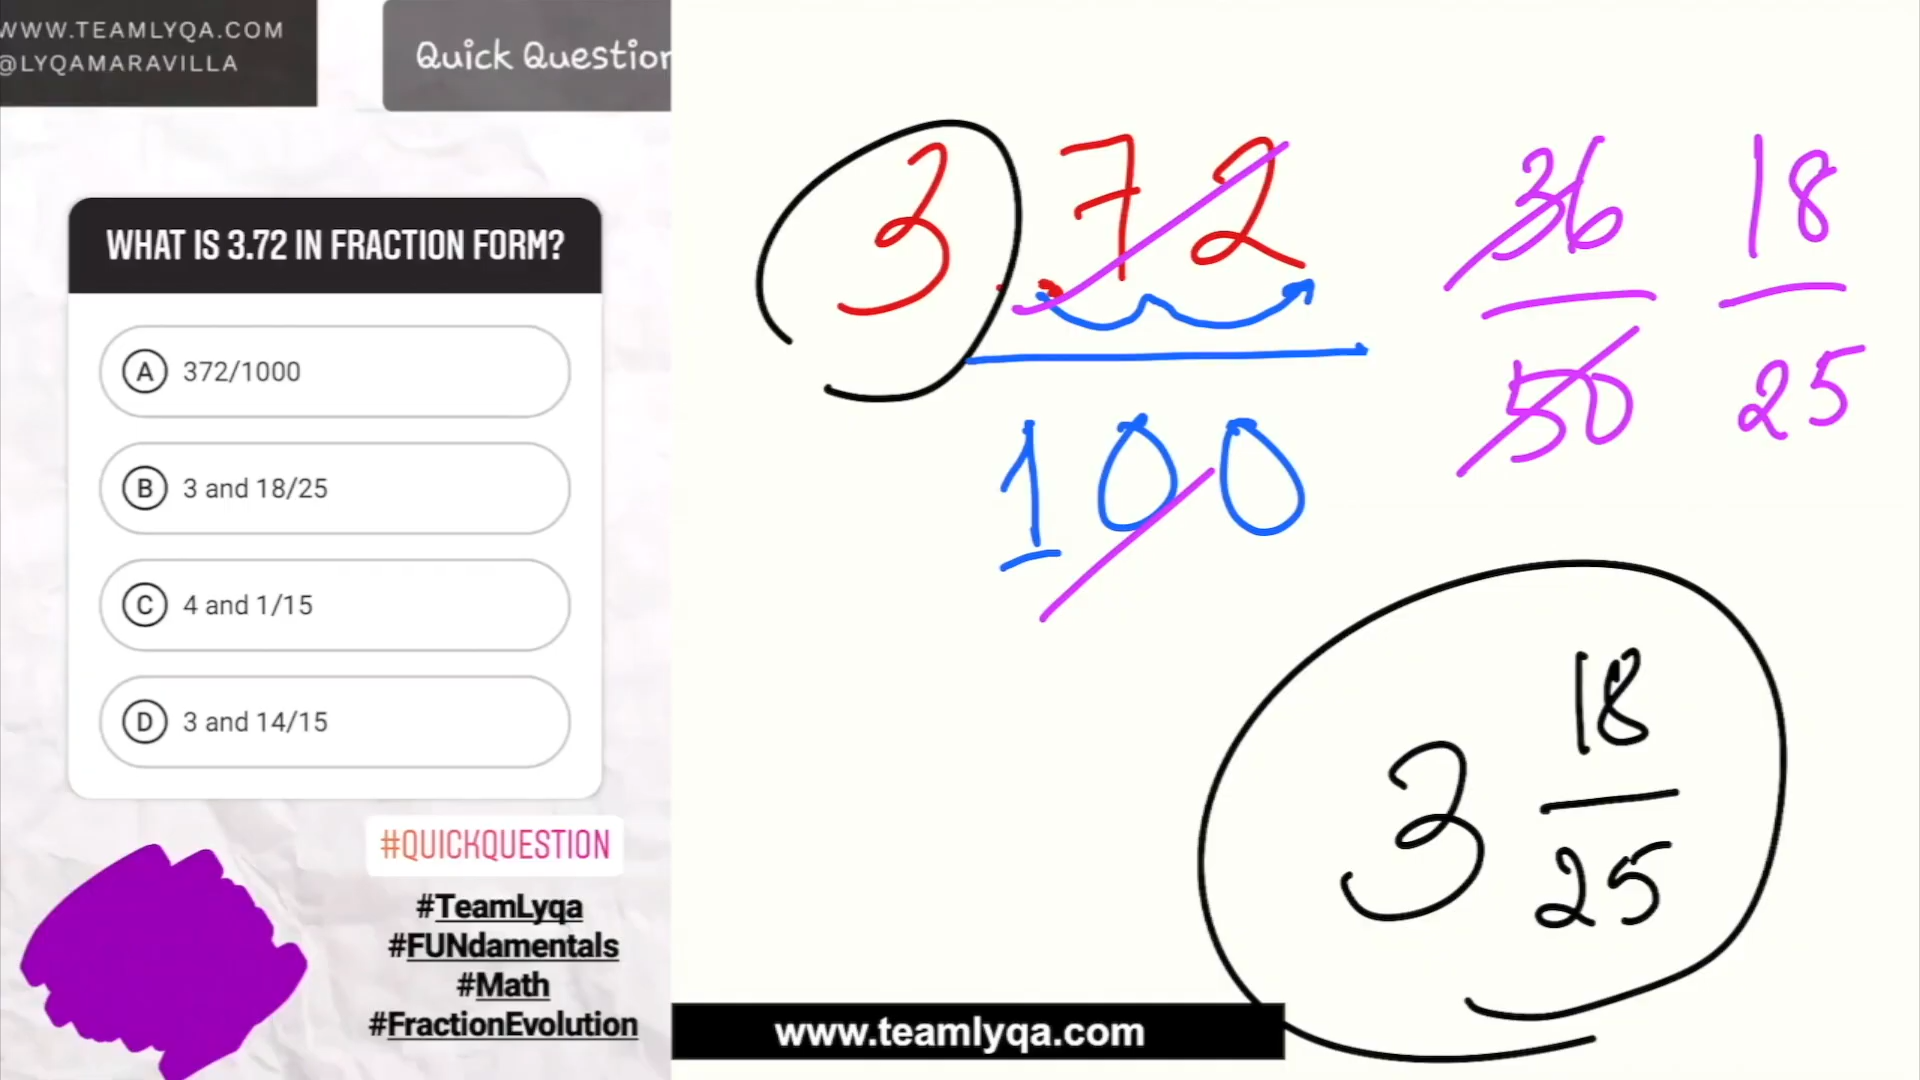 WWW.TEAMLYQA.COM
@LYQAMARAVILLA
Quick Question
WHAT IS 3.72 IN FRACTION FORM?
A 372/1000
B 3 and 18/25
C 4 and 1/15
D 3 and 14/15
#QUICKQUESTION
#TeamLyqa
#FUNdamentals
#Math
#FractionEvolution
3.72
100
36
50
18
25
3 18
25
www.teamlyqa.com